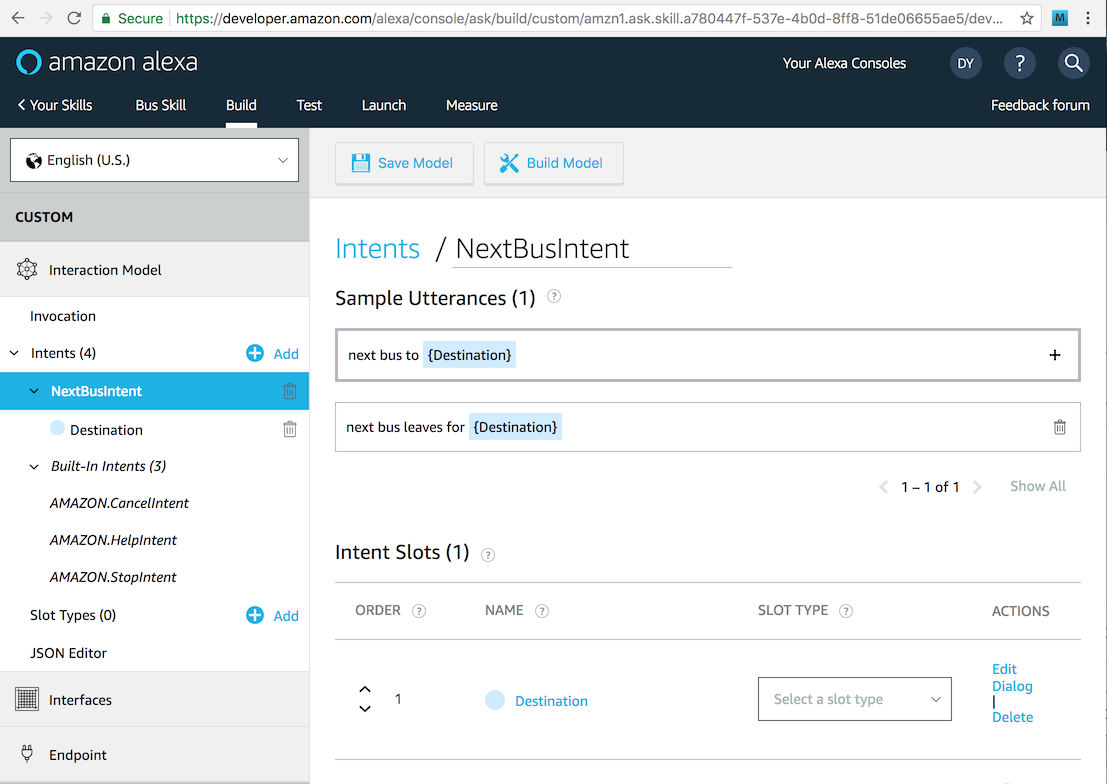 Secure https://developer.amazon.com/alexa/console/ask/build/custom/amzn1.ask.skill.a780447f-537e-4b0d-8ff8-51de06655ae5/dev... M
amazon alexa Your Alexa Consoles DY ?
Your Skills Bus Skill Build Test Launch Measure Feedback forum
English (U.S.)
Save Model Build Model
CUSTOM
Interaction Model
Invocation
Intents (4) Add
NextBusIntent
Destination
Built-In Intents (3)
AMAZON.CancelIntent
AMAZON.HelpIntent
AMAZON.StopIntent
Slot Types (0) Add
JSON Editor
Interfaces
Endpoint
Intents / NextBusIntent
Sample Utterances (1) ?
next bus to {Destination} +
next bus leaves for {Destination}
< 1 – 1 of 1 > Show All
Intent Slots (1) ?
ORDER ? NAME ? SLOT TYPE ? ACTIONS
1 Destination Select a slot type
Edit
Dialog
|
Delete